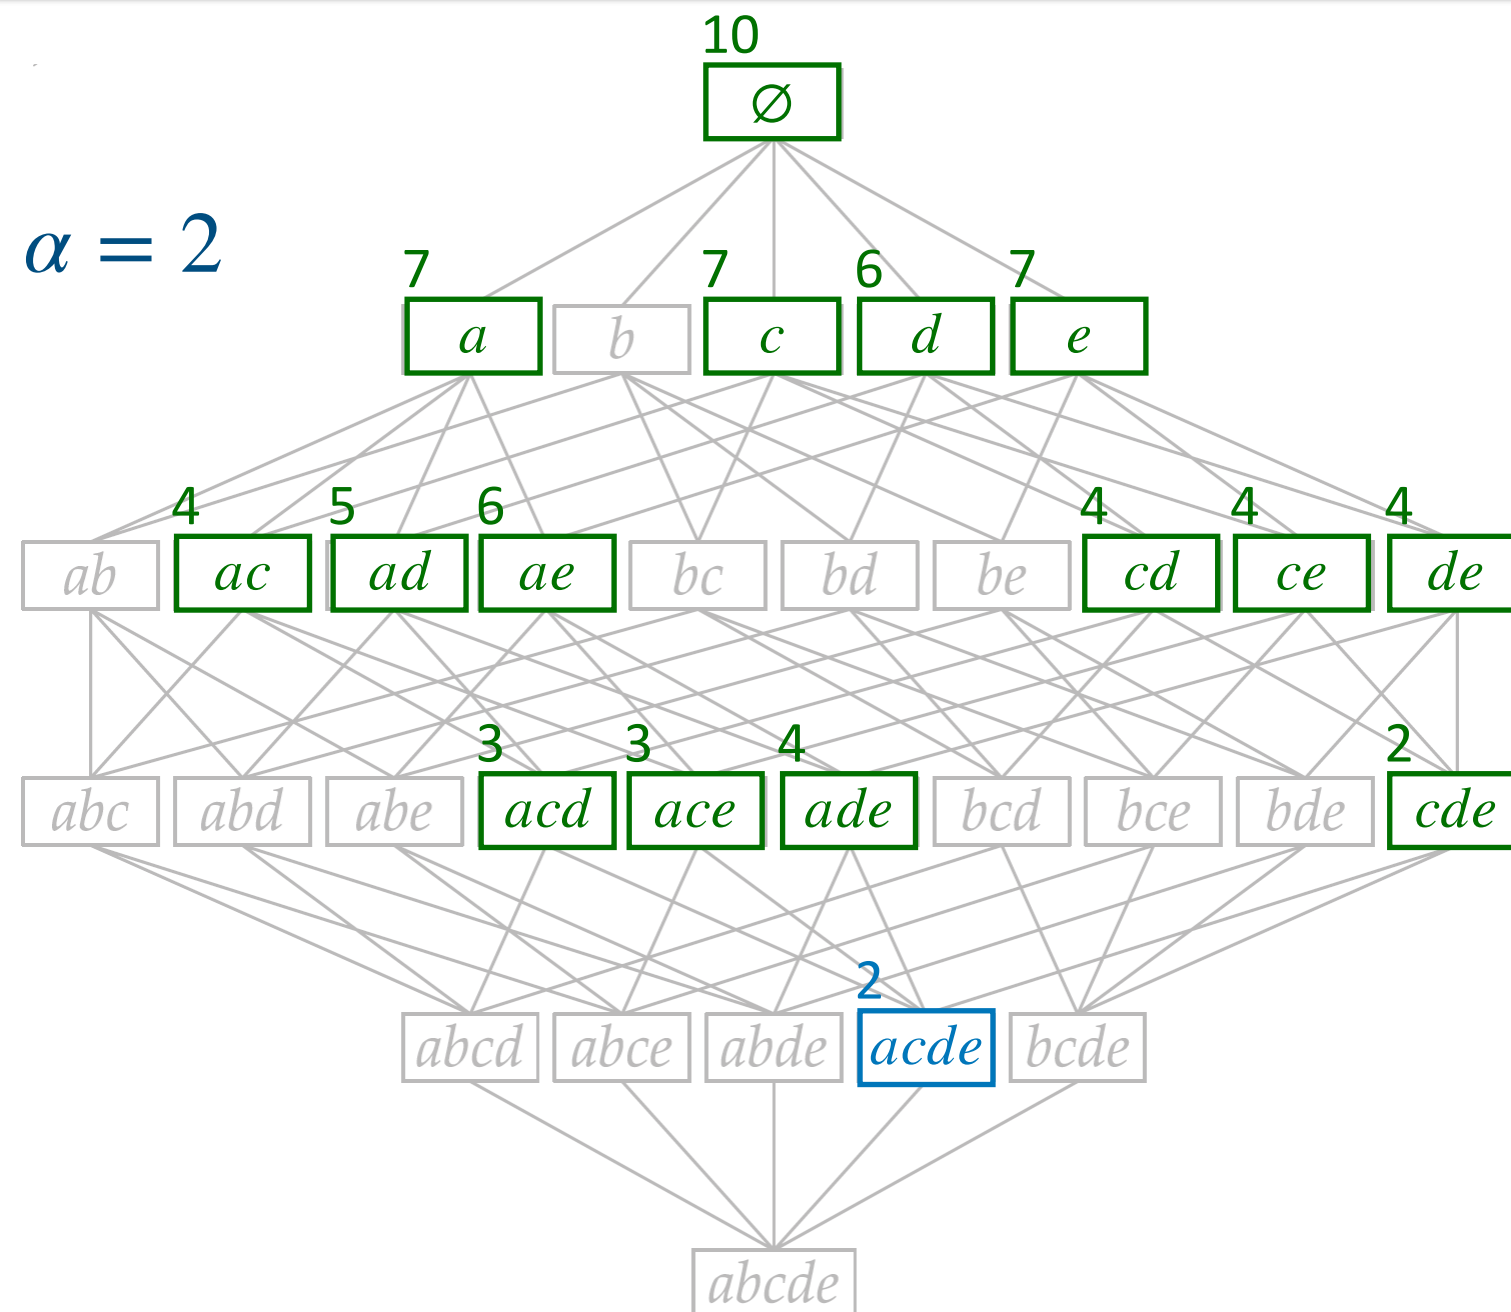 10
∅
α = 2
7 7 6 7
a b c d e
4 5 6 4 4 4
ab ac ad ae bc bd be cd ce de
3 3 4 2
abc abd abe acd ace ade bcd bce bde cde
2
abcd abce abde acde bcde
abcde